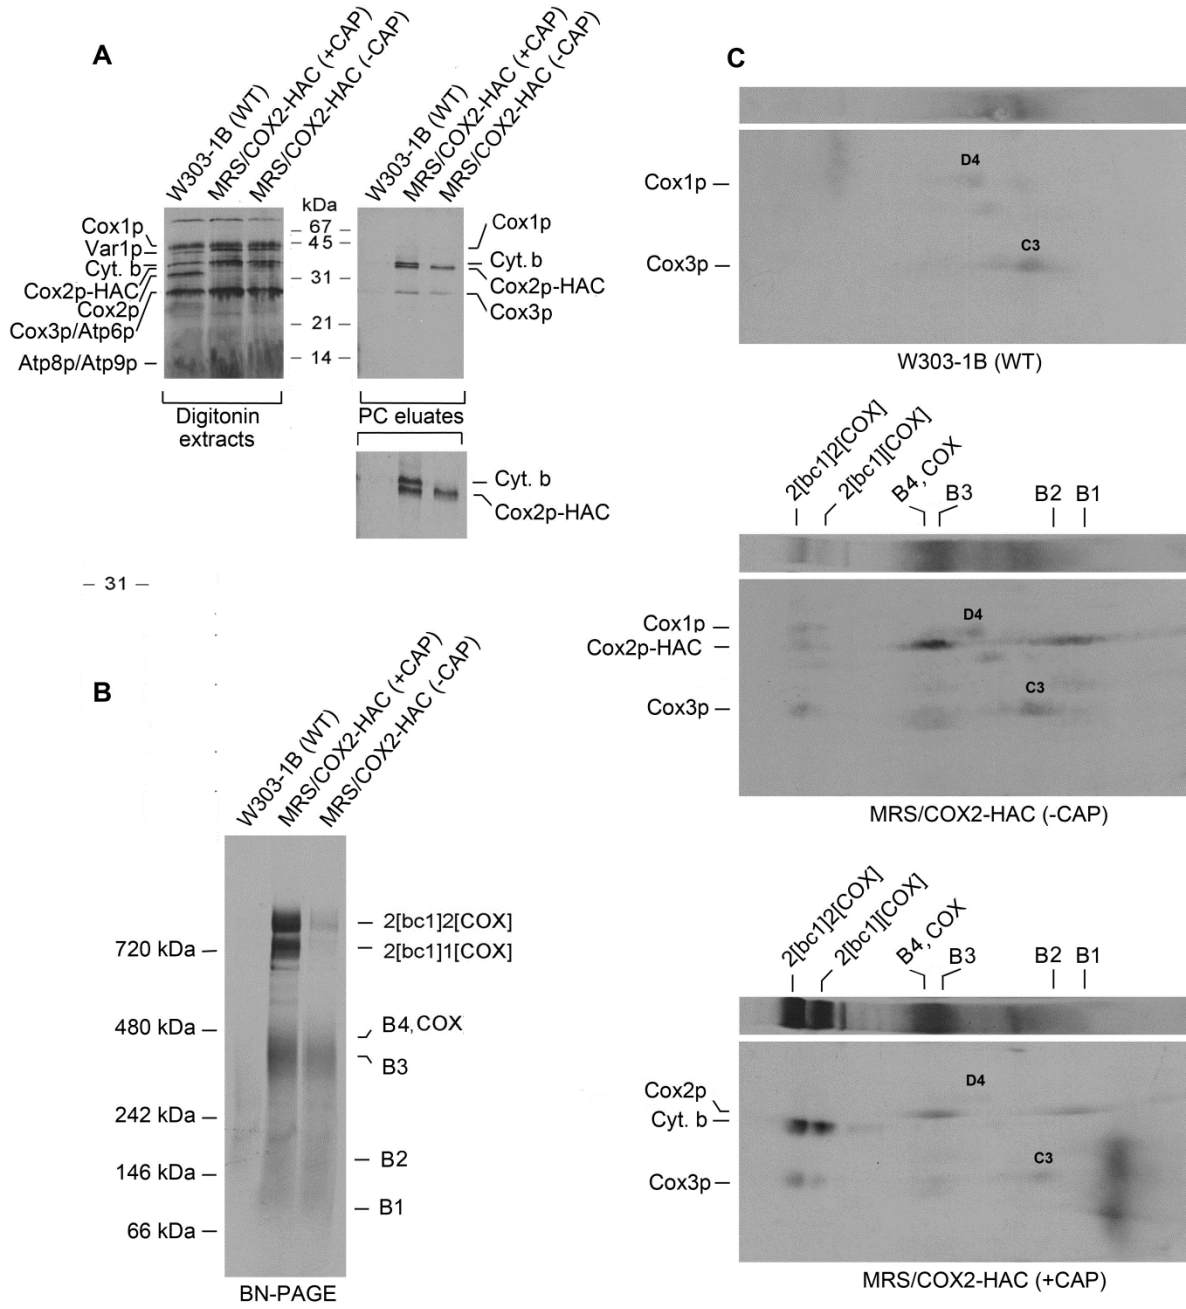 A
W303-1B (WT)
MRS/COX2-HAC (+CAP)
MRS/COX2-HAC (-CAP)
W303-1B (WT)
MRS/COX2-HAC (+CAP)
MRS/COX2-HAC (-CAP)
kDa
Cox1p
Var1p
Cyt. b
Cox2p-HAC
Cox2p
Cox3p/Atp6p
Atp8p/Atp9p
67
45
31
21
14
Cox1p
Cyt. b
Cox2p-HAC
Cox3p
Digitonin
extracts
PC eluates
Cyt. b
Cox2p-HAC
31
B
W303-1B (WT)
MRS/COX2-HAC (+CAP)
MRS/COX2-HAC (-CAP)
720 kDa
480 kDa
242 kDa
146 kDa
66 kDa
2[bc1]2[COX]
2[bc1]1[COX]
B4, COX
B3
B2
B1
BN-PAGE
C
Cox1p
D4
C3
Cox3p
W303-1B (WT)
2[bc1]2[COX]
2[bc1][COX]
B4, COX
B3
B2
B1
Cox1p
D4
Cox2p-HAC
C3
Cox3p
MRS/COX2-HAC (-CAP)
2[bc1]2[COX]
2[bc1][COX]
B4, COX
B3
B2
B1
D4
Cox2p
Cyt. b
C3
Cox3p
MRS/COX2-HAC (+CAP)